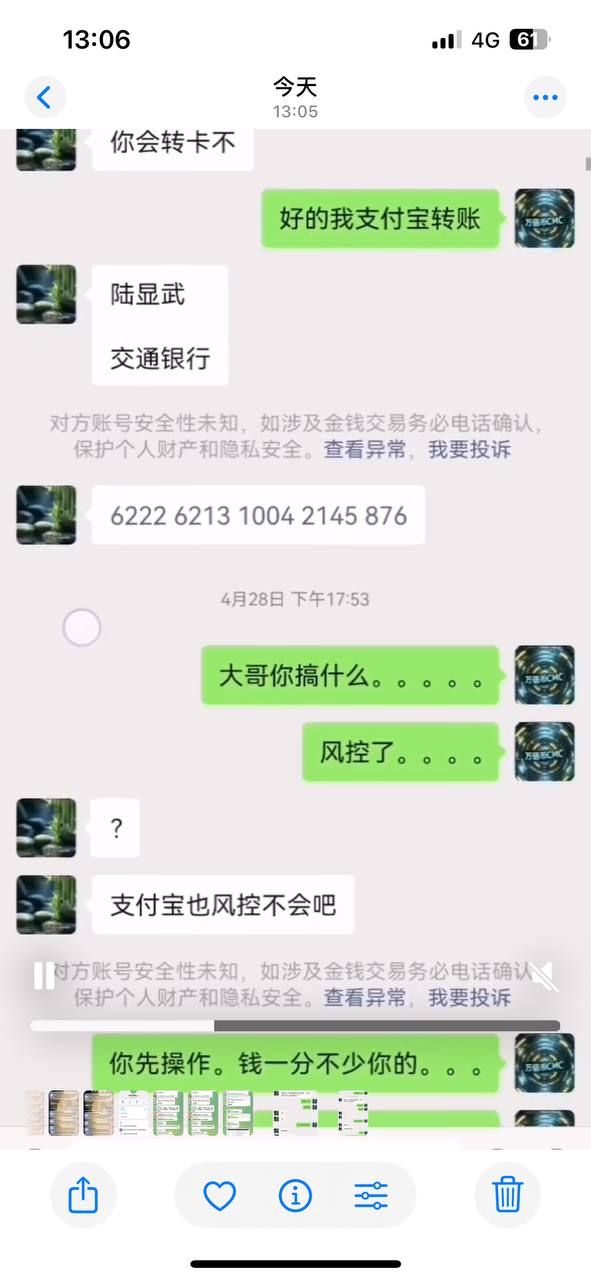 13:06
4G
61
今天
13:05
你会转卡不
好的我支付宝转账
陆显武
交通银行
对方账号安全性未知，如涉及金钱交易务必电话确认，
保护个人财产和隐私安全。查看异常，我要投诉
6222 6213 1004 2145 876
4月28日 下午17:53
大哥你搞什么。。。。。
风控了。。。。
？
支付宝也风控不会吧
对方账号安全性未知，如涉及金钱交易务必电话确认
保护个人财产和隐私安全。查看异常，我要投诉
你先操作。钱一分不少你的。。。
万倍币CMC